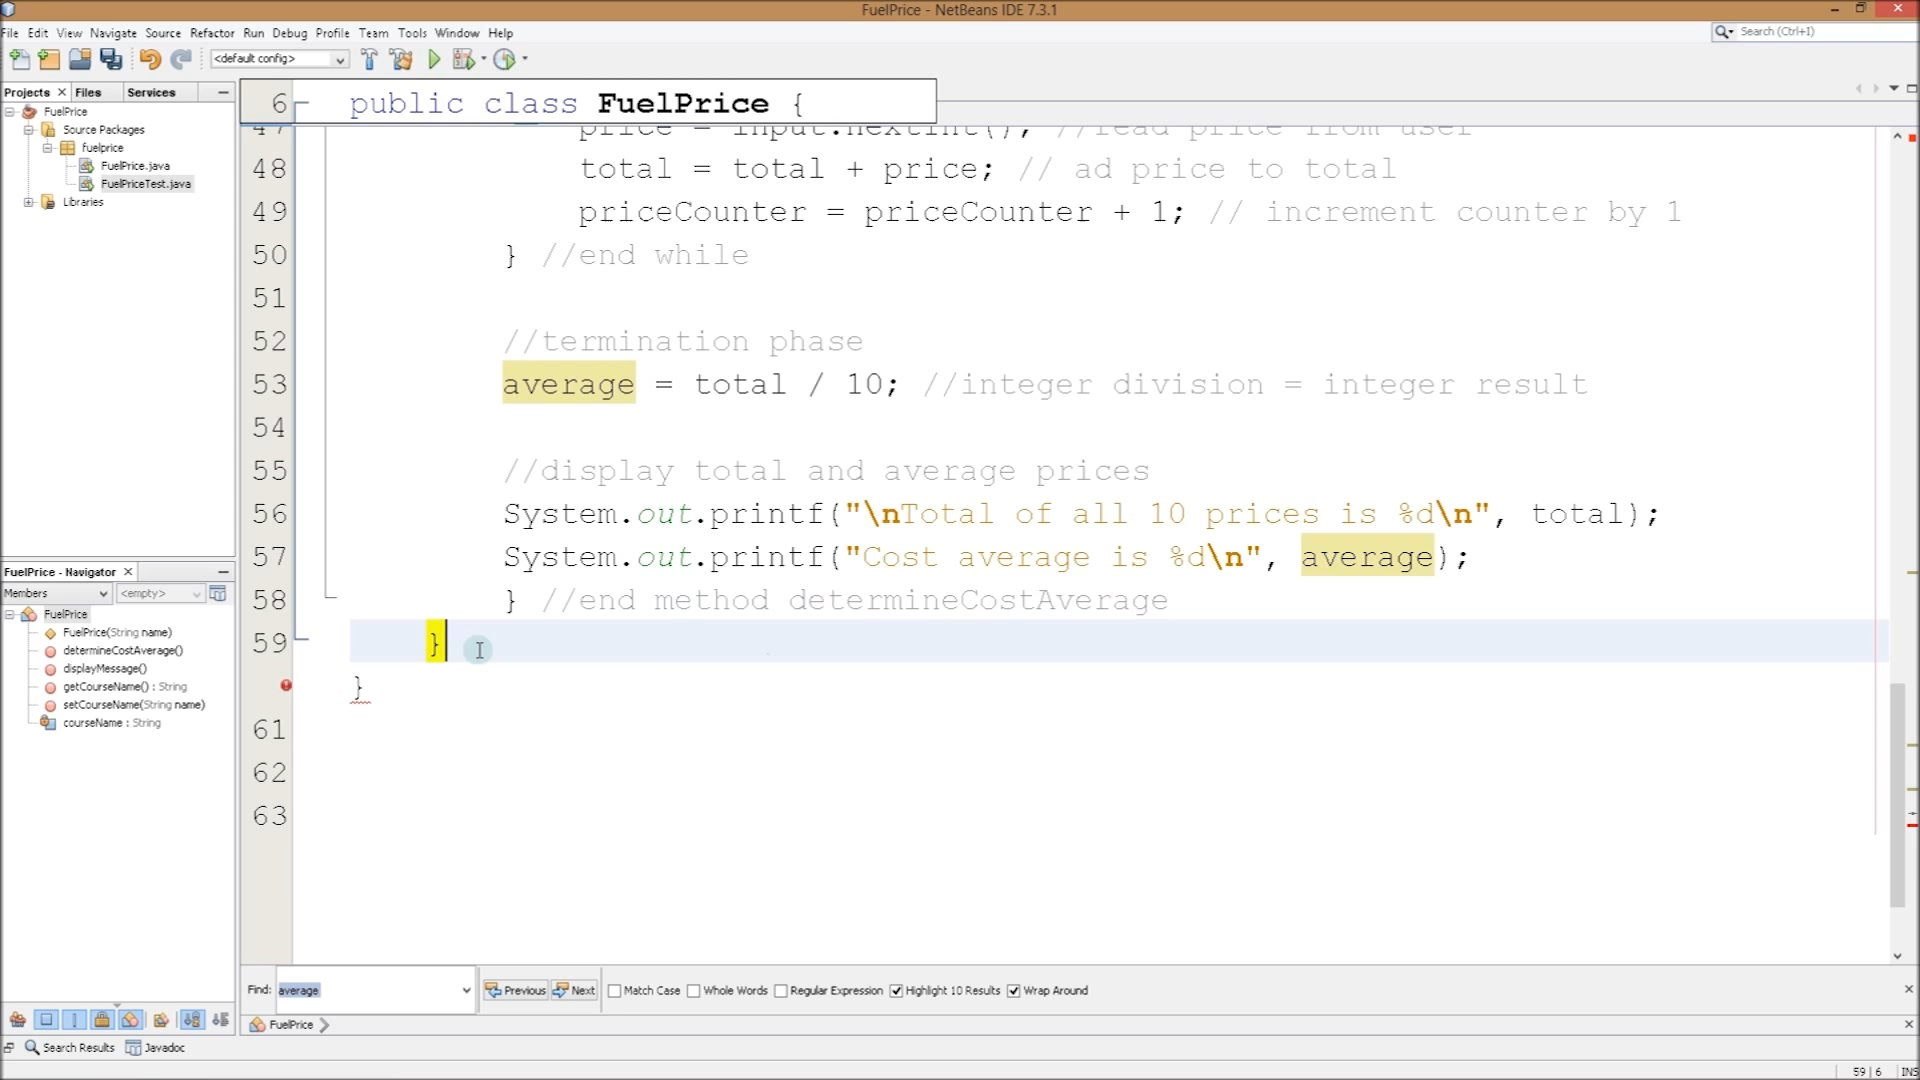 FuelPrice - NetBeans IDE 7.3.1
File Edit View Navigate Source Refactor Run Debug Profile Team Tools Window Help
Search (Ctrl+I)
<default config>
Projects Files Services
FuelPrice
Source Packages
fuelprice
FuelPrice.java
FuelPriceTest.java
Libraries
FuelPrice - Navigator
Members <empty>
FuelPrice
FuelPrice(String name)
determineCostAverage()
displayMessage()
getCourseName() : String
setCourseName(String name)
courseName : String
6 public class FuelPrice {
47 price = input.nextInt(); //read price from user
48 total = total + price; // ad price to total
49 priceCounter = priceCounter + 1; // increment counter by 1
50 } //end while
51
52 //termination phase
53 average = total / 10; //integer division = integer result
54
55 //display total and average prices
56 System.out.printf("\nTotal of all 10 prices is %d\n", total);
57 System.out.printf("Cost average is %d\n", average);
58 } //end method determineCostAverage
59 }
}
61
62
63
Find: average Previous Next Match Case Whole Words Regular Expression Highlight 10 Results Wrap Around
FuelPrice
Search Results Javadoc
59 | 6 INS